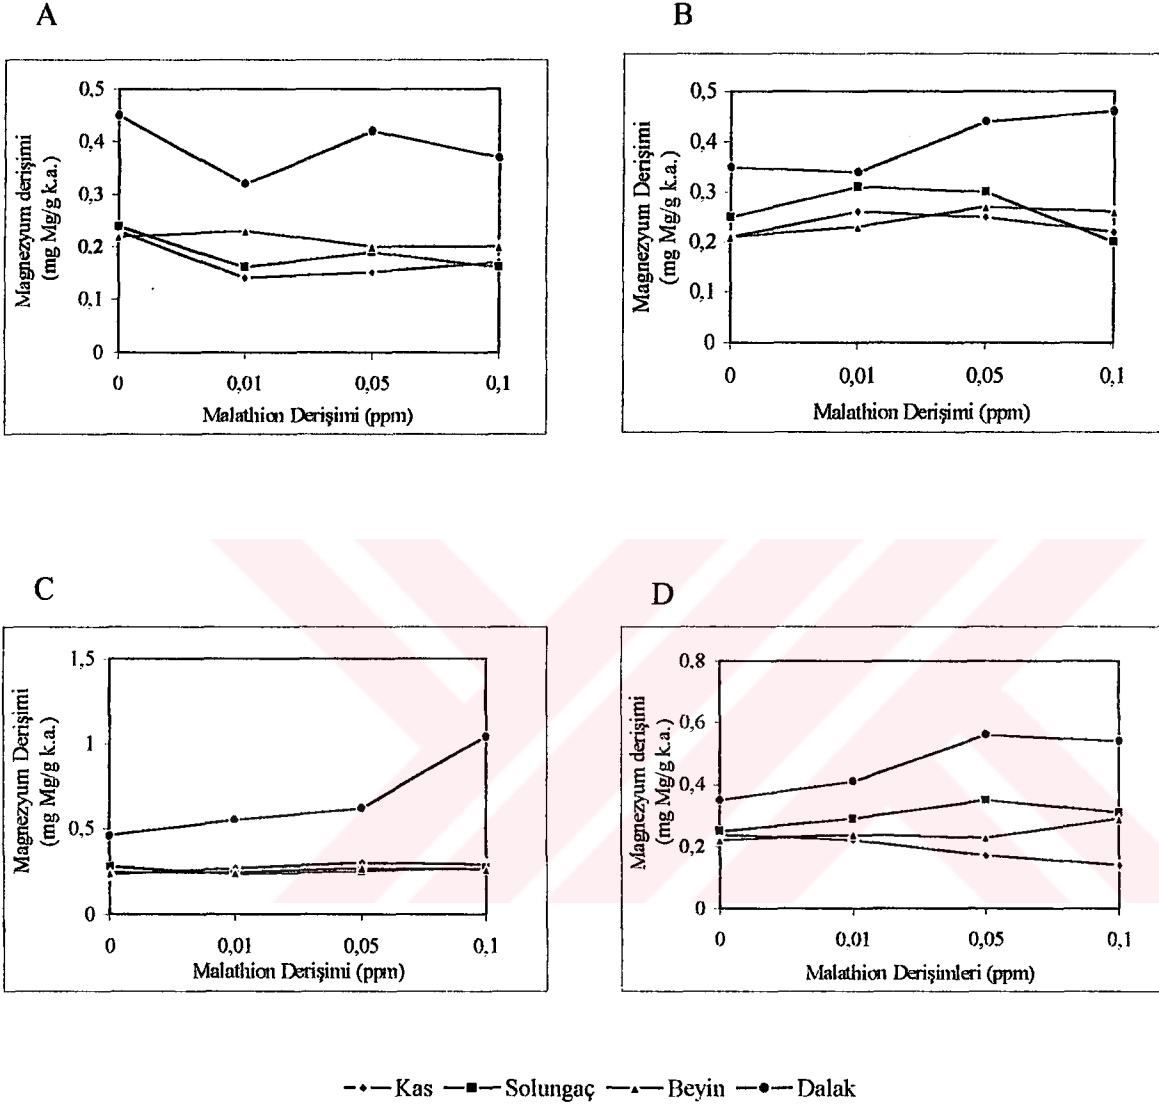 A
Magnezyum derişimi
(mg Mg/g k.a.)
0,5
0,4
0,3
0,2
0,1
0
0 0,01 0,05 0,1
Malathion Derişimi (ppm)
B
Magnezyum Derişimi
(mg Mg/g k.a.)
0,5
0,4
0,3
0,2
0,1
0
0 0,01 0,05 0,1
Malathion Derişimi (ppm)
C
Magnezyum Derişimi
(mg Mg/g k.a.)
1,5
1
0,5
0
0 0,01 0,05 0,1
Malathion Derişimi (ppm)
D
Magnezyum derişimi
(mg Mg/g k.a.)
0,8
0,6
0,4
0,2
0
0 0,01 0,05 0,1
Malathion Derişimleri (ppm)
Kas Solungaç Beyin Dalak